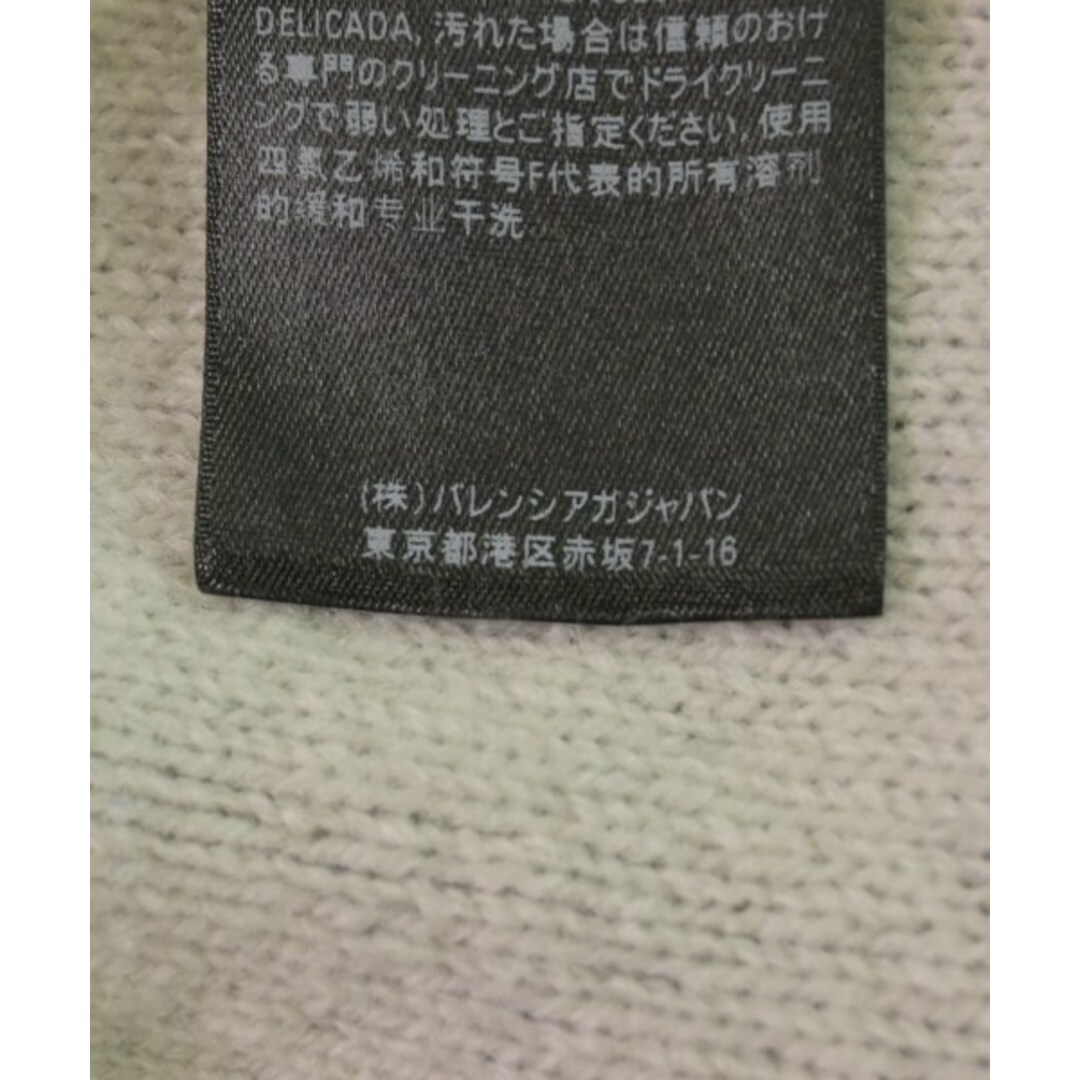 DELICADA, 汚れた場合は信頼のおけ
る専門のクリーニング店でドライクリーニ
ングで弱い処理とご指定ください, 使用
四氯乙烯和符号F代表的所有溶剂
的缓和专业干洗
(株)バレンシアガジャパン
東京都港区赤坂7-1-16